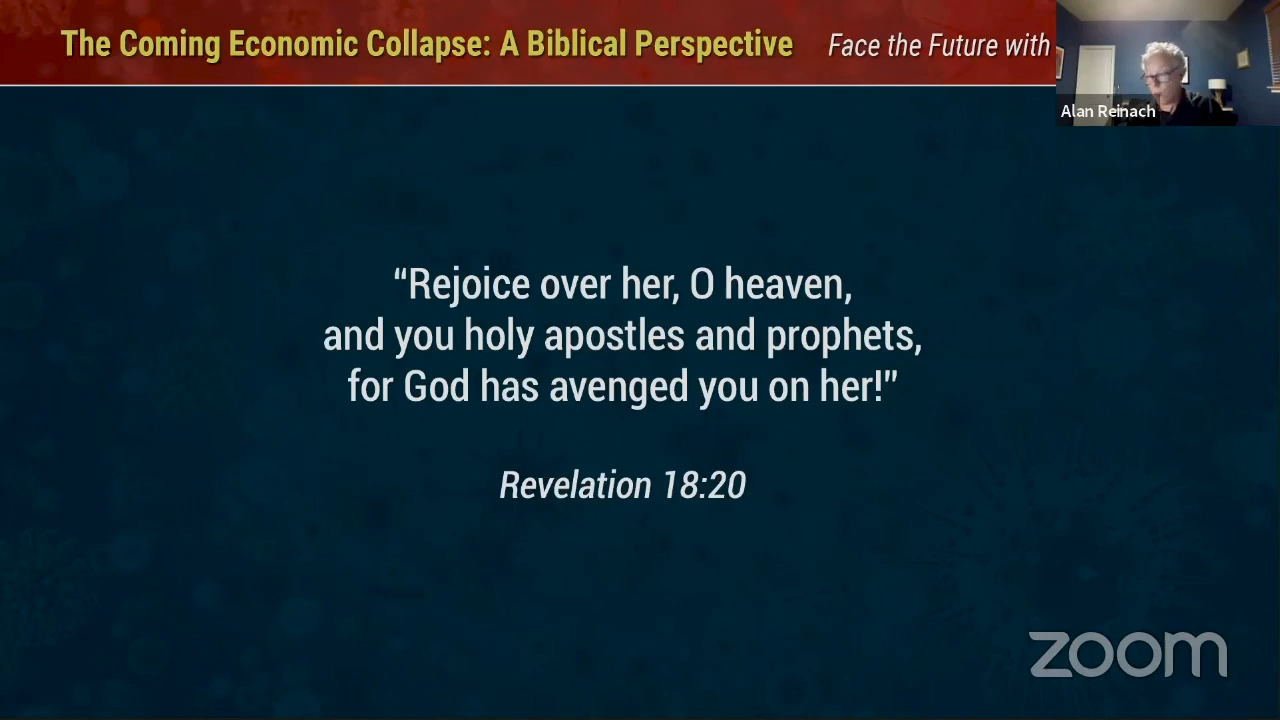 The Coming Economic Collapse: A Biblical Perspective Face the Future with
Alan Reinach
“Rejoice over her, O heaven,
and you holy apostles and prophets,
for God has avenged you on her!”
Revelation 18:20
zoom